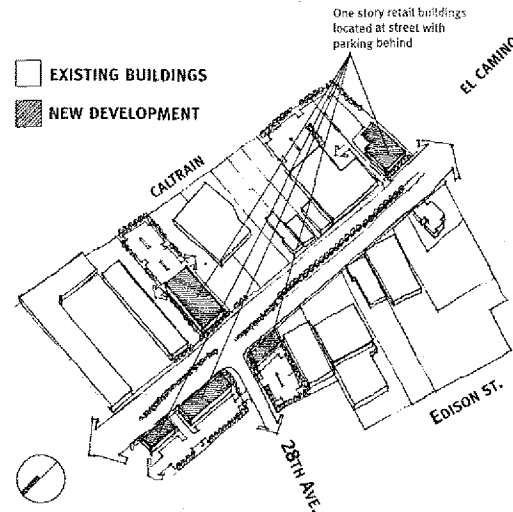 One story retail buildings
located at street with
parking behind
EL CAMINO
EXISTING BUILDINGS
NEW DEVELOPMENT
CALTRAIN
EDISON ST.
28TH AVE.